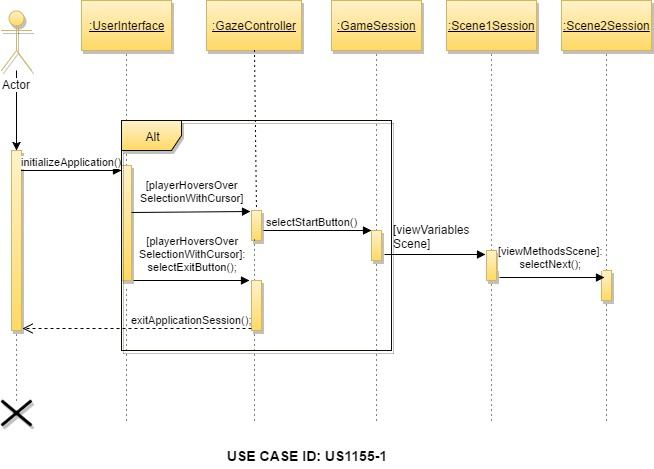 :UserInterface
:GazeController
:GameSession
:Scene1Session
:Scene2Session
Actor
Alt
initializeApplication()
[playerHoversOver
SelectionWithCursor]
selectStartButton()
[viewVariables
Scene]
[playerHoversOver
SelectionWithCursor]:
selectExitButton();
[viewMethodsScene]:
selectNext();
exitApplicationSession();
USE CASE ID: US1155-1